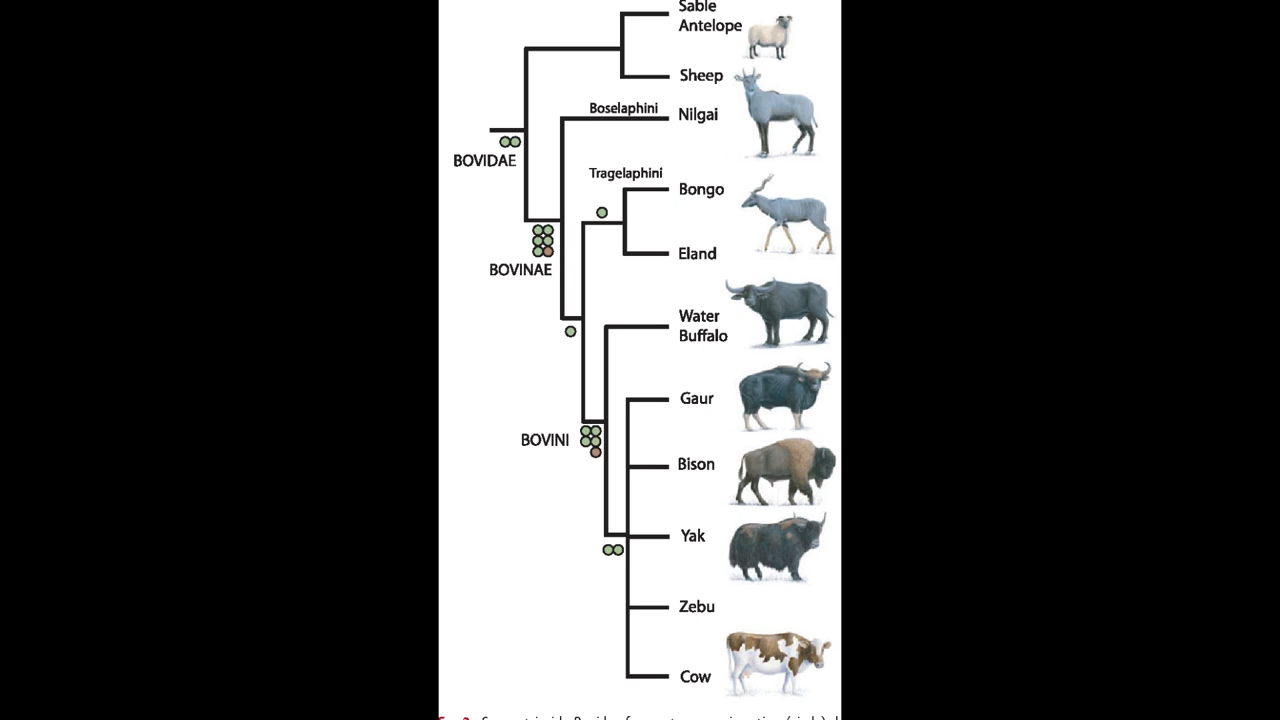 Sable
Antelope
Sheep
Boselaphini
Nilgai
BOVIDAE
Tragelaphini
Bongo
Eland
BOVINAE
Water
Buffalo
Gaur
BOVINI
Bison
Yak
Zebu
Cow